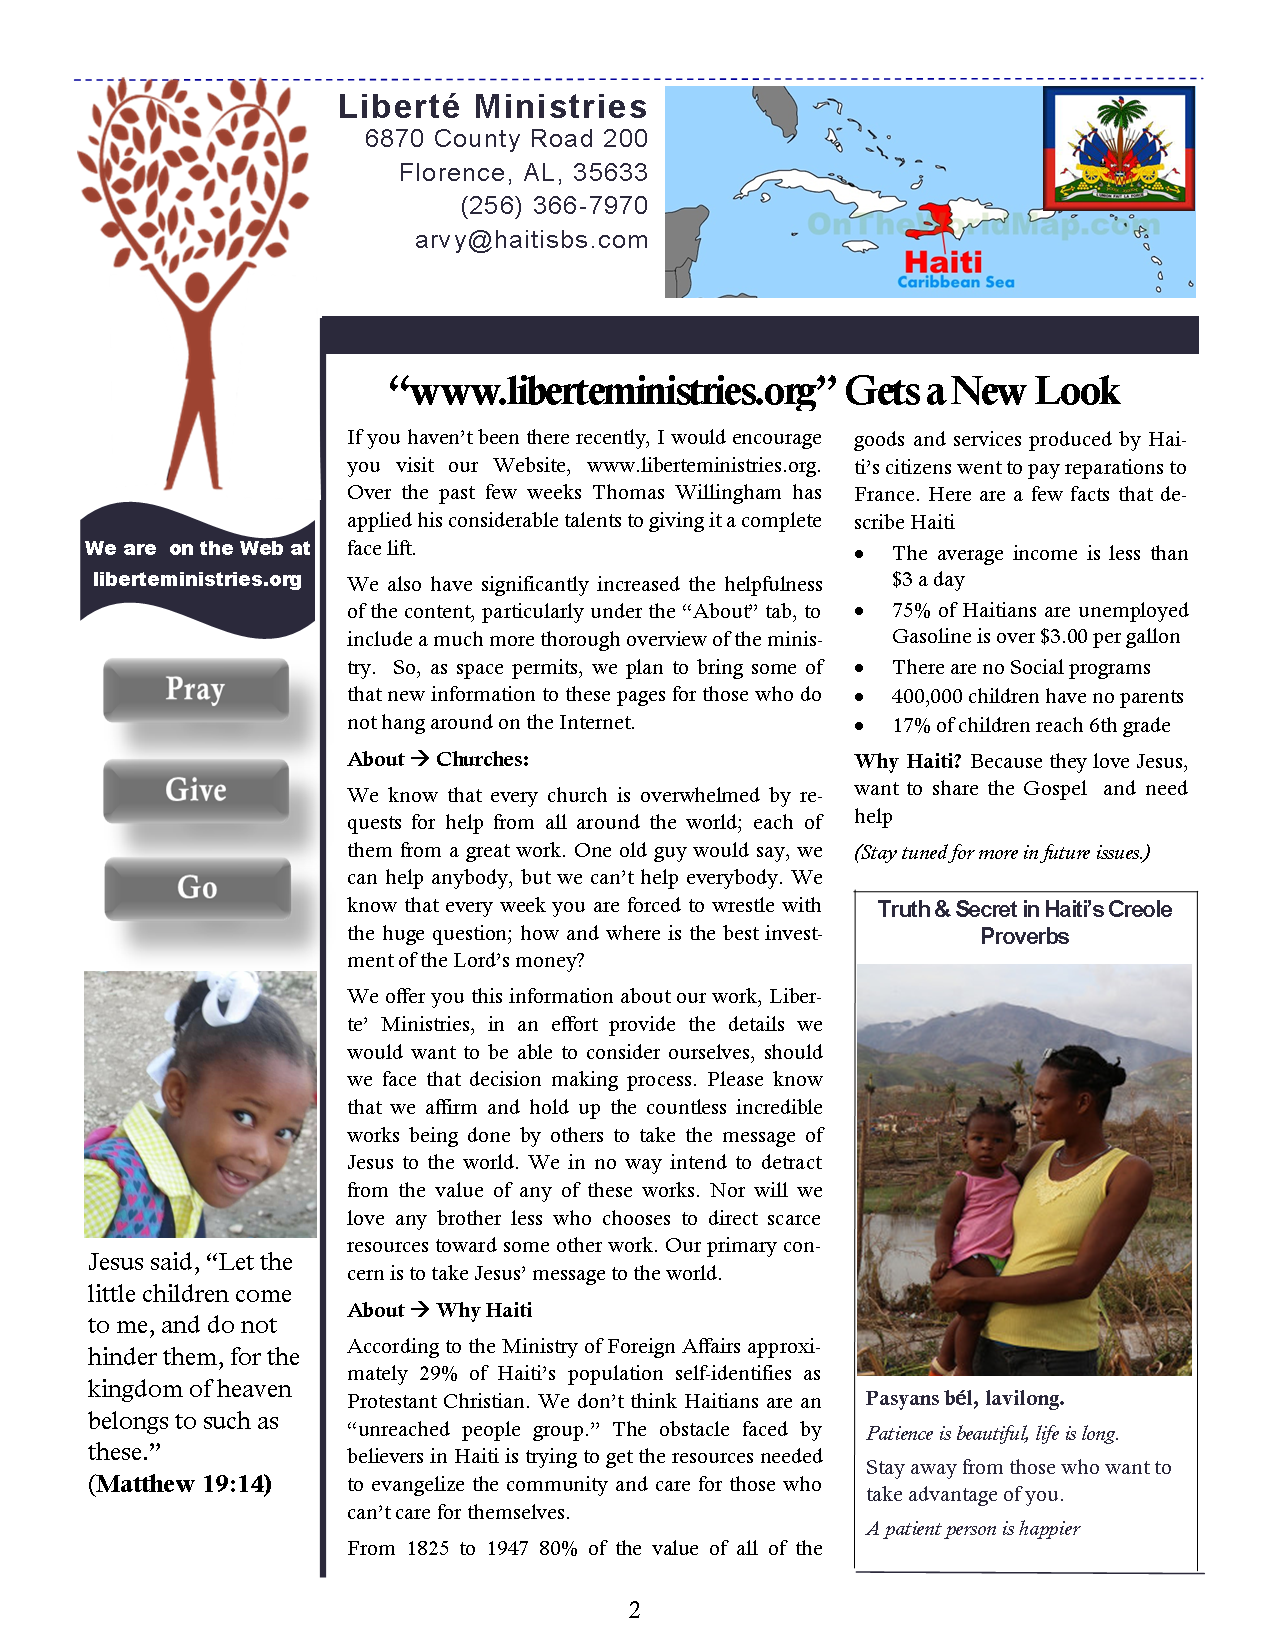 Liberté Ministries
6870 County Road 200
Florence, AL, 35633
(256) 366-7970
arvy@haitisbs.com
OnTheWorldMap.com
Haiti
Caribbean Sea
We are  on the Web at
liberteministries.org
Pray
Give
Go
Jesus said, “Let the
little children come
to me, and do not
hinder them, for the
kingdom of heaven
belongs to such as
these.”
(Matthew 19:14)
“www.liberteministries.org” Gets a New Look
If you haven’t been there recently, I would encourage
you visit our Website, www.liberteministries.org.
Over the past few weeks Thomas Willingham has
applied his considerable talents to giving it a complete
face lift.
We also have significantly increased the helpfulness
of the content, particularly under the “About” tab, to
include a much more thorough overview of the minis-
try.  So, as space permits, we plan to bring some of
that new information to these pages for those who do
not hang around on the Internet.
About → Churches:
We know that every church is overwhelmed by re-
quests for help from all around the world; each of
them from a great work. One old guy would say, we
can help anybody, but we can’t help everybody. We
know that every week you are forced to wrestle with
the huge question; how and where is the best invest-
ment of the Lord’s money?
We offer you this information about our work, Liber-
te’ Ministries, in an effort provide the details we
would want to be able to consider ourselves, should
we face that decision making process. Please know
that we affirm and hold up the countless incredible
works being done by others to take the message of
Jesus to the world. We in no way intend to detract
from the value of any of these works. Nor will we
love any brother less who chooses to direct scarce
resources toward some other work. Our primary con-
cern is to take Jesus’ message to the world.
About → Why Haiti
According to the Ministry of Foreign Affairs approxi-
mately 29% of Haiti’s population self-identifies as
Protestant Christian. We don’t think Haitians are an
“unreached people group.” The obstacle faced by
believers in Haiti is trying to get the resources needed
to evangelize the community and care for those who
can’t care for themselves.
From 1825 to 1947 80% of the value of all of the
goods and services produced by Hai-
ti’s citizens went to pay reparations to
France. Here are a few facts that de-
scribe Haiti
• The average income is less than
$3 a day
• 75% of Haitians are unemployed
Gasoline is over $3.00 per gallon
• There are no Social programs
• 400,000 children have no parents
• 17% of children reach 6th grade
Why Haiti? Because they love Jesus,
want to share the Gospel  and need
help
(Stay tuned for more in future issues.)
Truth & Secret in Haiti’s Creole
Proverbs
Pasyans bél, lavilong.
Patience is beautiful, life is long.
Stay away from those who want to
take advantage of you.
A patient person is happier
2